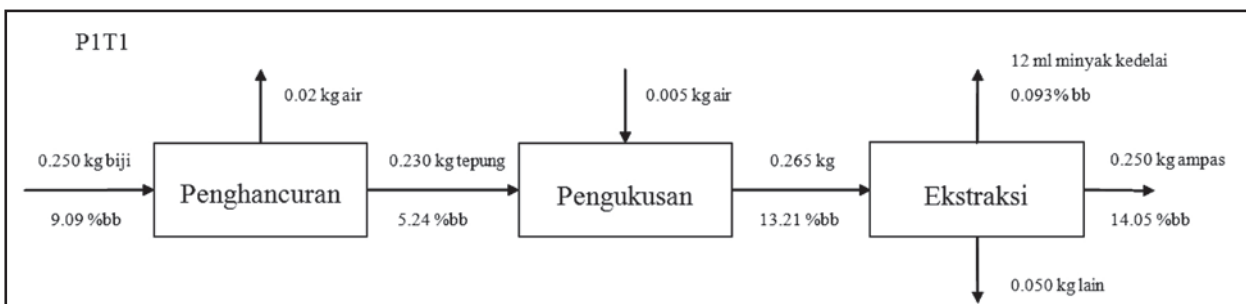 P1T1
12 ml minyak kedelai
0.02 kg air
0.005 kg air
0.093% bb
0.250 kg biji
0.230 kg tepung
0.265 kg
0.250 kg ampas
Penghancuran
Pengukusan
Ekstraksi
9.09 %bb
5.24 %bb
13.21 %bb
14.05 %bb
0.050 kg lain